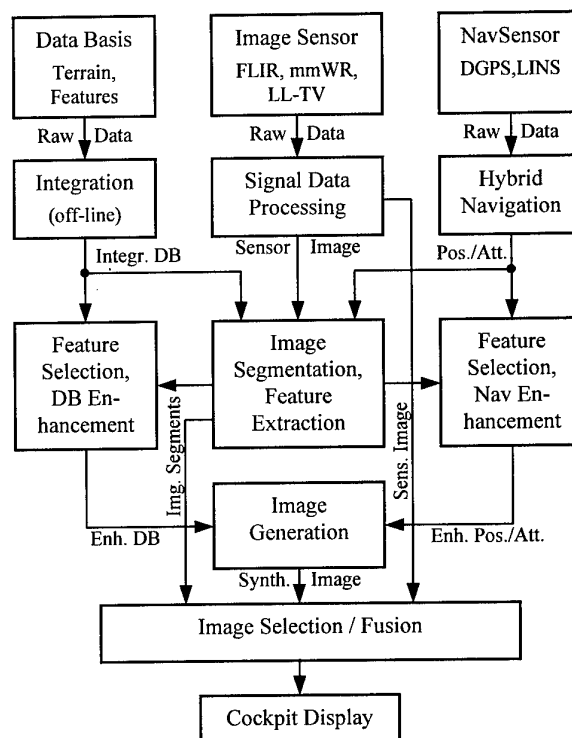 Data Basis
Terrain,
Features
Image Sensor
FLIR, mmWR,
LL-TV
NavSensor
DGPS,LINS
Raw Data
Raw Data
Raw Data
Integration
(off-line)
Signal Data
Processing
Hybrid
Navigation
Integr. DB
Sensor Image
Pos./Att.
Feature
Selection,
DB En-
hancement
Image
Segmentation,
Feature
Extraction
Feature
Selection,
Nav En-
hancement
Img. Segments
Sens. Image
Enh. DB
Image
Generation
Enh. Pos./Att.
Synth. Image
Image Selection / Fusion
Cockpit Display